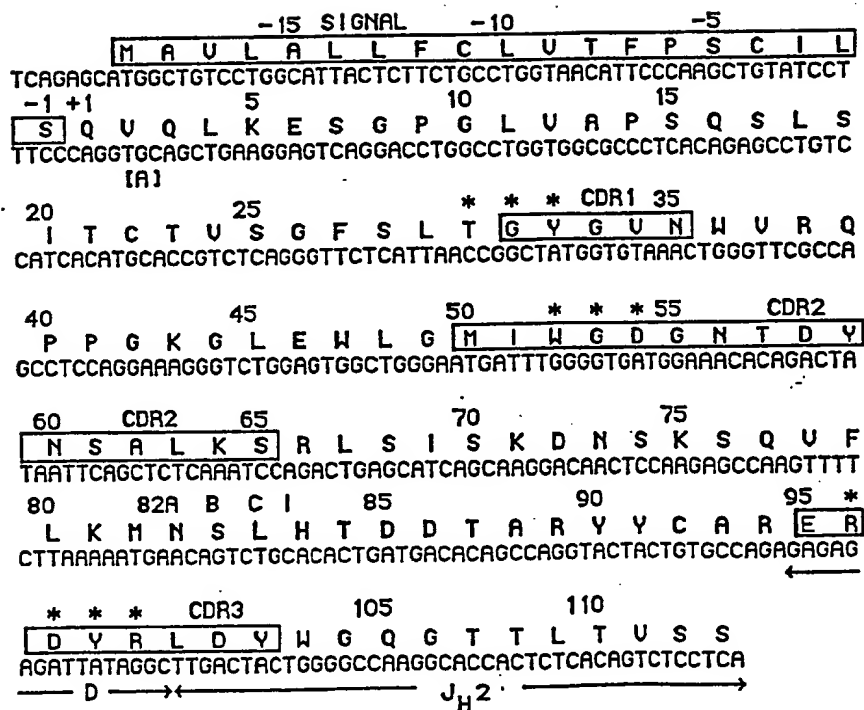 -15 SIGNAL -10 -5
M A V L A L L F C L V T F P S C I L
TCAGAGCATGGCTGTCCTGGCATTACTCTTCTGCCTGGTAACATTCCCAAGCTGTATCCT
-1 +1 5 10 15
S Q V Q L K E S G P G L V A P S Q S L S
TTCCCAGGTGCAGCTGAAGGAGTCAGGACCTGGCCTGGTGGCGCCCTCACAGAGCCTGTC
[A]
20 25 * * * CDR1 35
I T C T V S G F S L T G Y G V N W V R Q
CATCACATGCACCGTCTCAGGGTTCTCATTAACCGGCTATGGTGTAAACTGGGTTCGCCA
40 45 50 * * * 55 CDR2
P P G K G L E W L G M I W G D G N T D Y
GCCTCCAGGAAAGGGTCTGGAGTGGCTGGGAATGATTTGGGGTGATGGAAACACAGACTA
60 CDR2 65 70 75
N S A L K S R L S I S K D N S K S Q V F
TAATTCAGCTCTCAAATCCAGACTGAGCATCAGCAAGGACAACTCCAAGAGCCAAGTTTT
80 82A B C I 85 90 95 *
L K M N S L H T D D T A R Y Y C A R E R
CTTAAAAATGAACAGTCTGCACACTGATGACACAGCCAGGTACTACTGTGCCAGAGAGAG
* * * CDR3 105 110
D Y R L D Y W G Q G T T L T V S S
AGATTATAGGCTTGACTACTGGGGCCAAGGCACCACTCTCACAGTCTCCTCA
D JH2